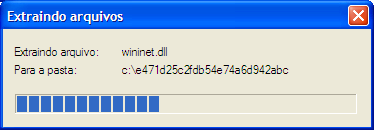 Extraindo arquivos
Extraindo arquivo: wininet.dll
Para a pasta: c:\e471d25c2fdb54e74a6d942abc